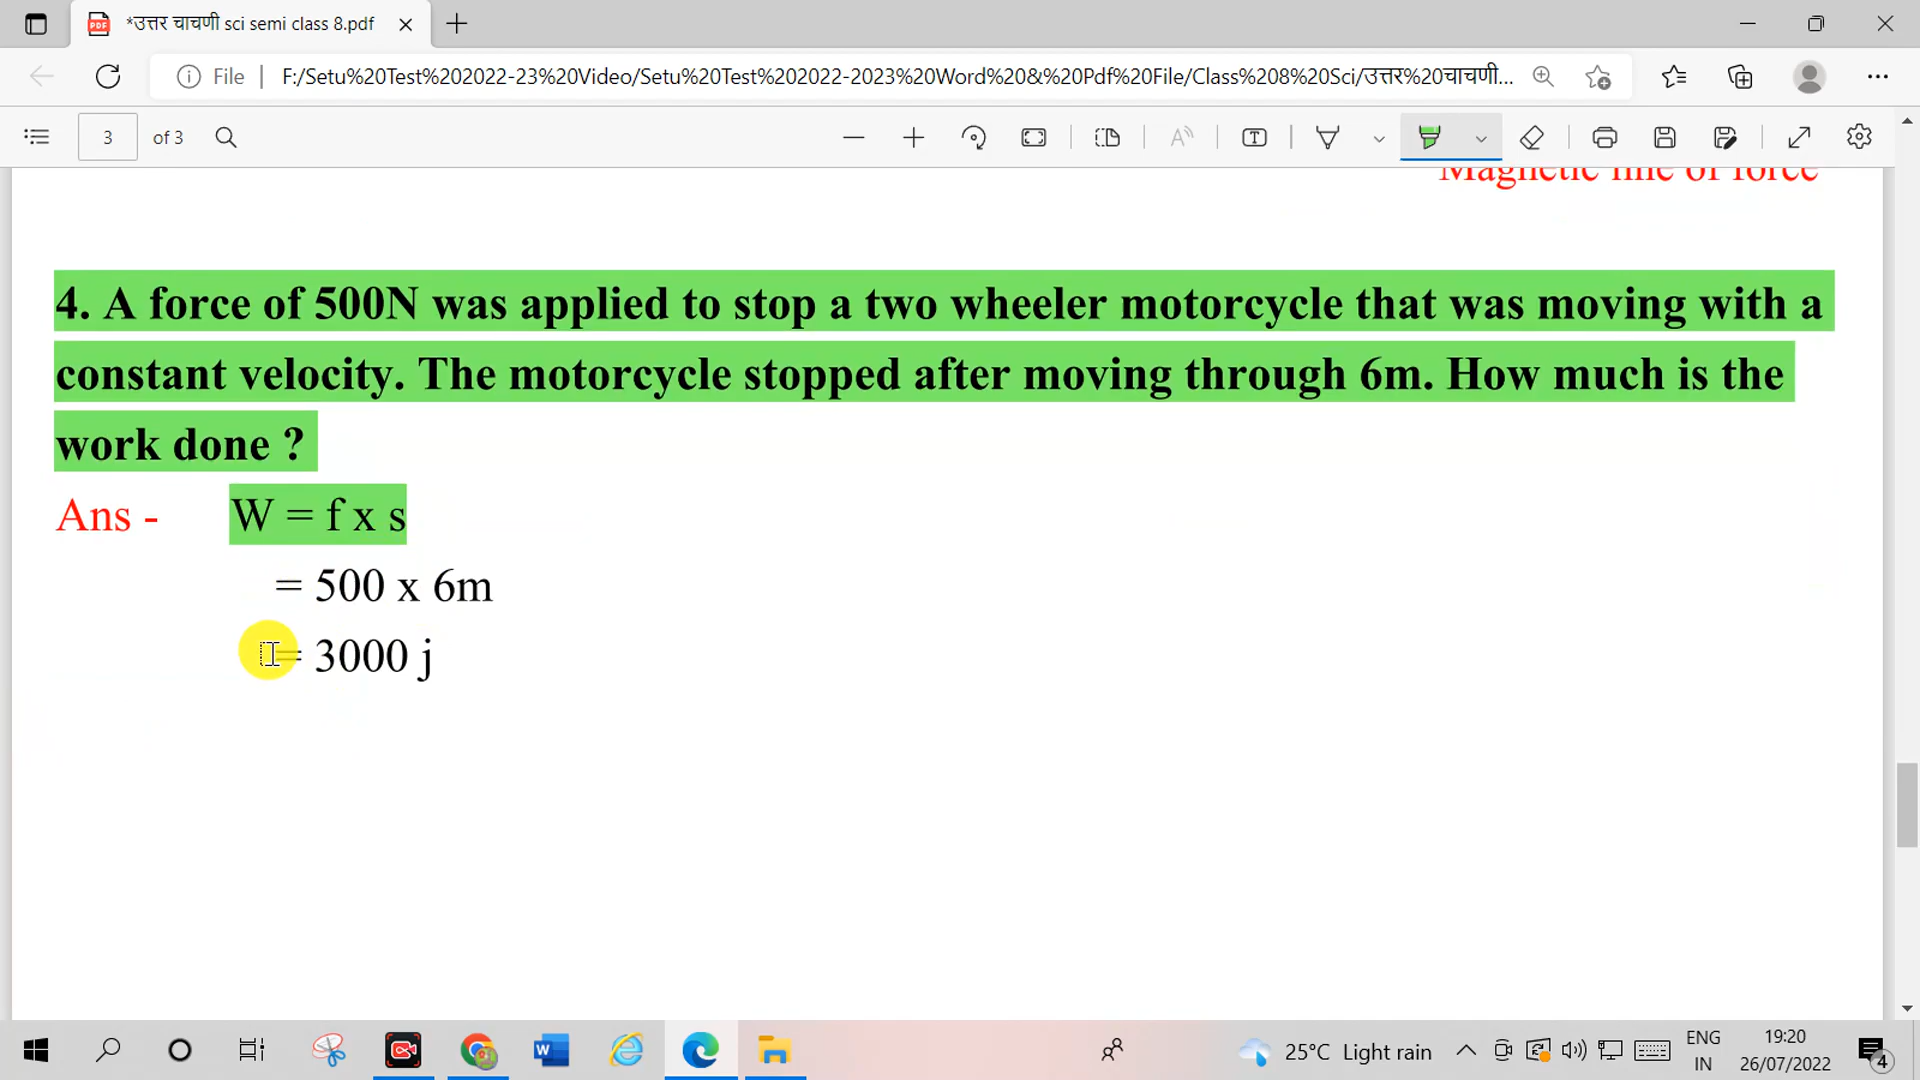 *उत्तर चाचणी sci semi class 8.pdf
File
F:/Setu%20Test%202022-23%20Video/Setu%20Test%202022-2023%20Word%20&%20Pdf%20File/Class%208%20Sci/उत्तर%20चाचणी...
3 of 3
Magnetic line of force
4. A force of 500N was applied to stop a two wheeler motorcycle that was moving with a
constant velocity. The motorcycle stopped after moving through 6m. How much is the
work done ?
Ans - W = f x s
= 500 x 6m
= 3000 j
25°C Light rain
ENG
IN
19:20
26/07/2022
4